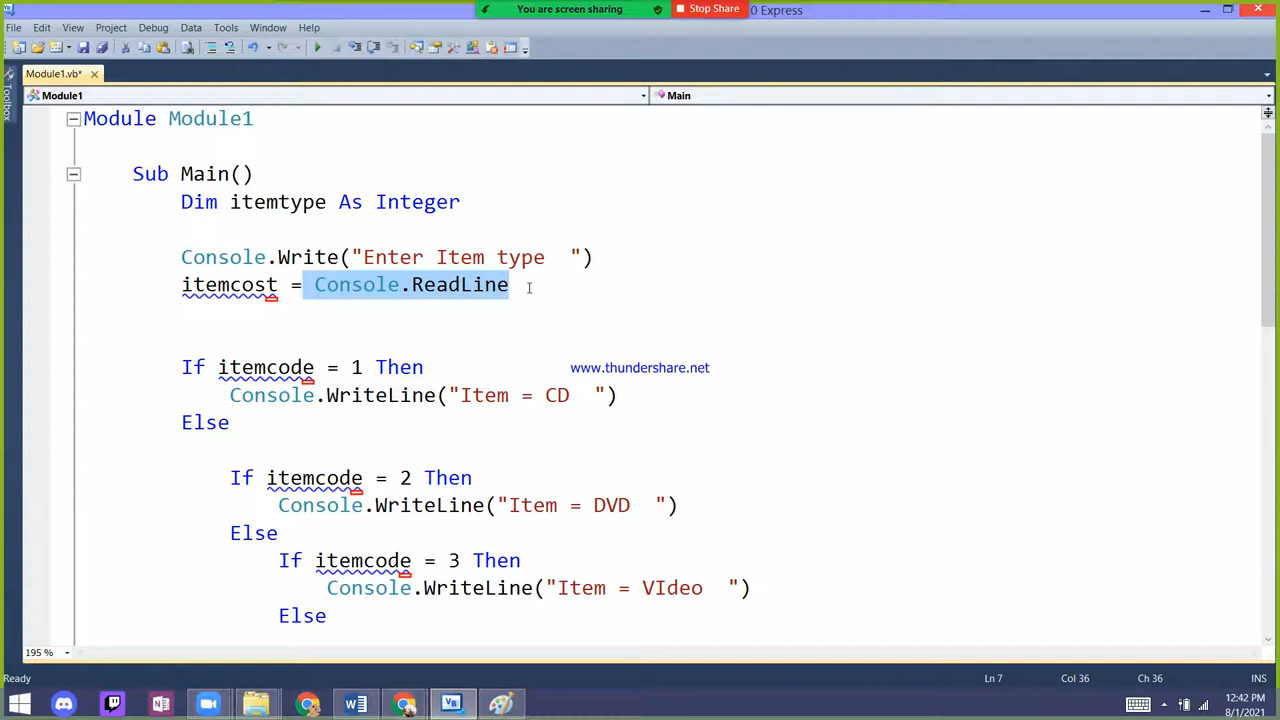 You are screen sharing
Stop Share
0 Express
File Edit View Project Debug Data Tools Window Help
Module1.vb*
Toolbox
Module1
Main
Module Module1
Sub Main()
Dim itemtype As Integer
Console.Write("Enter Item type  ")
itemcost = Console.ReadLine
If itemcode = 1 Then
www.thundershare.net
Console.WriteLine("Item = CD  ")
Else
If itemcode = 2 Then
Console.WriteLine("Item = DVD  ")
Else
If itemcode = 3 Then
Console.WriteLine("Item = VIdeo  ")
Else
195 %
Ready
Ln 7
Col 36
Ch 36
INS
12:42 PM
8/1/2021